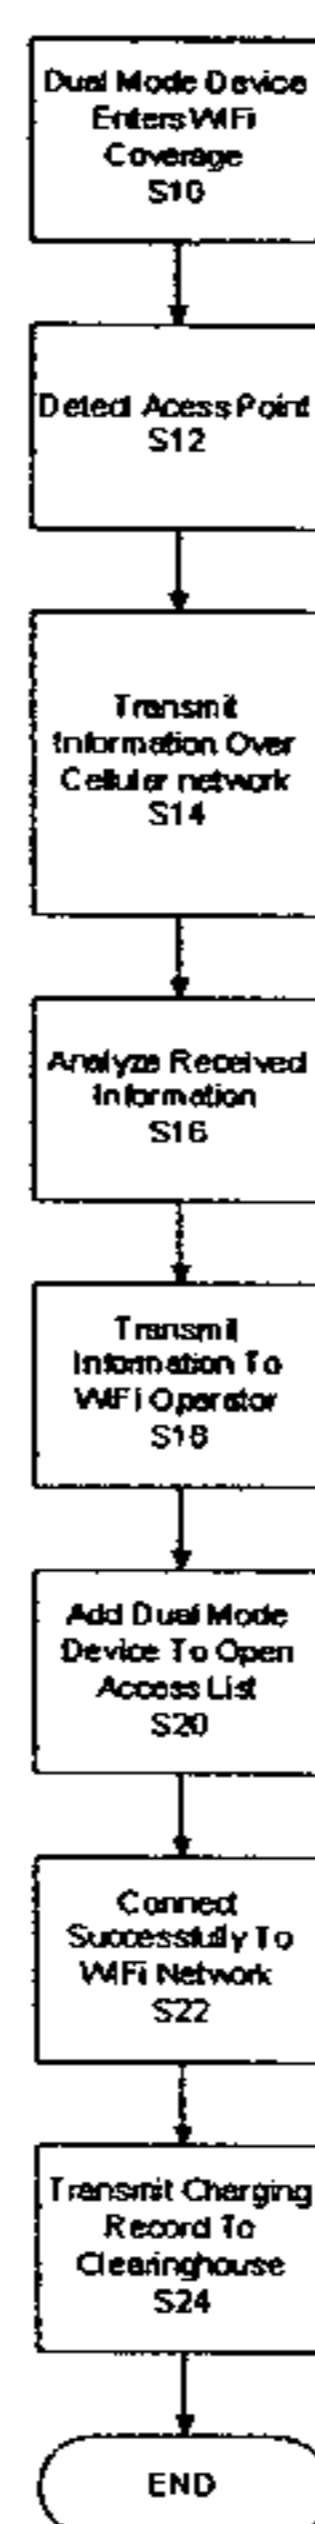 Dual Mode Device
Enters WiFi
Coverage
S10
Detect Acess Point
S12
Transmit
Information Over
Cellular network
S14
Analyze Received
Information
S16
Transmit
Information To
WiFi Operator
S18
Add Dual Mode
Device To Open
Access List
S20
Connect
Successfully To
WiFi Network
S22
Transmit Charging
Record To
Clearinghouse
S24
END